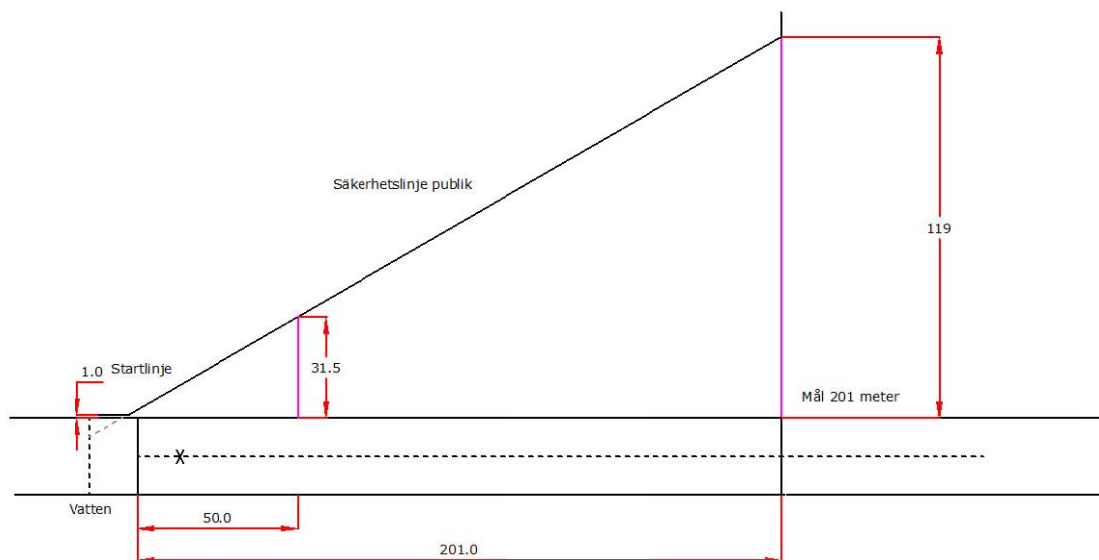 Säkerhetslinje publik
119
31.5
1.0
Startlinje
Mål 201 meter
X
Vatten
50.0
201.0